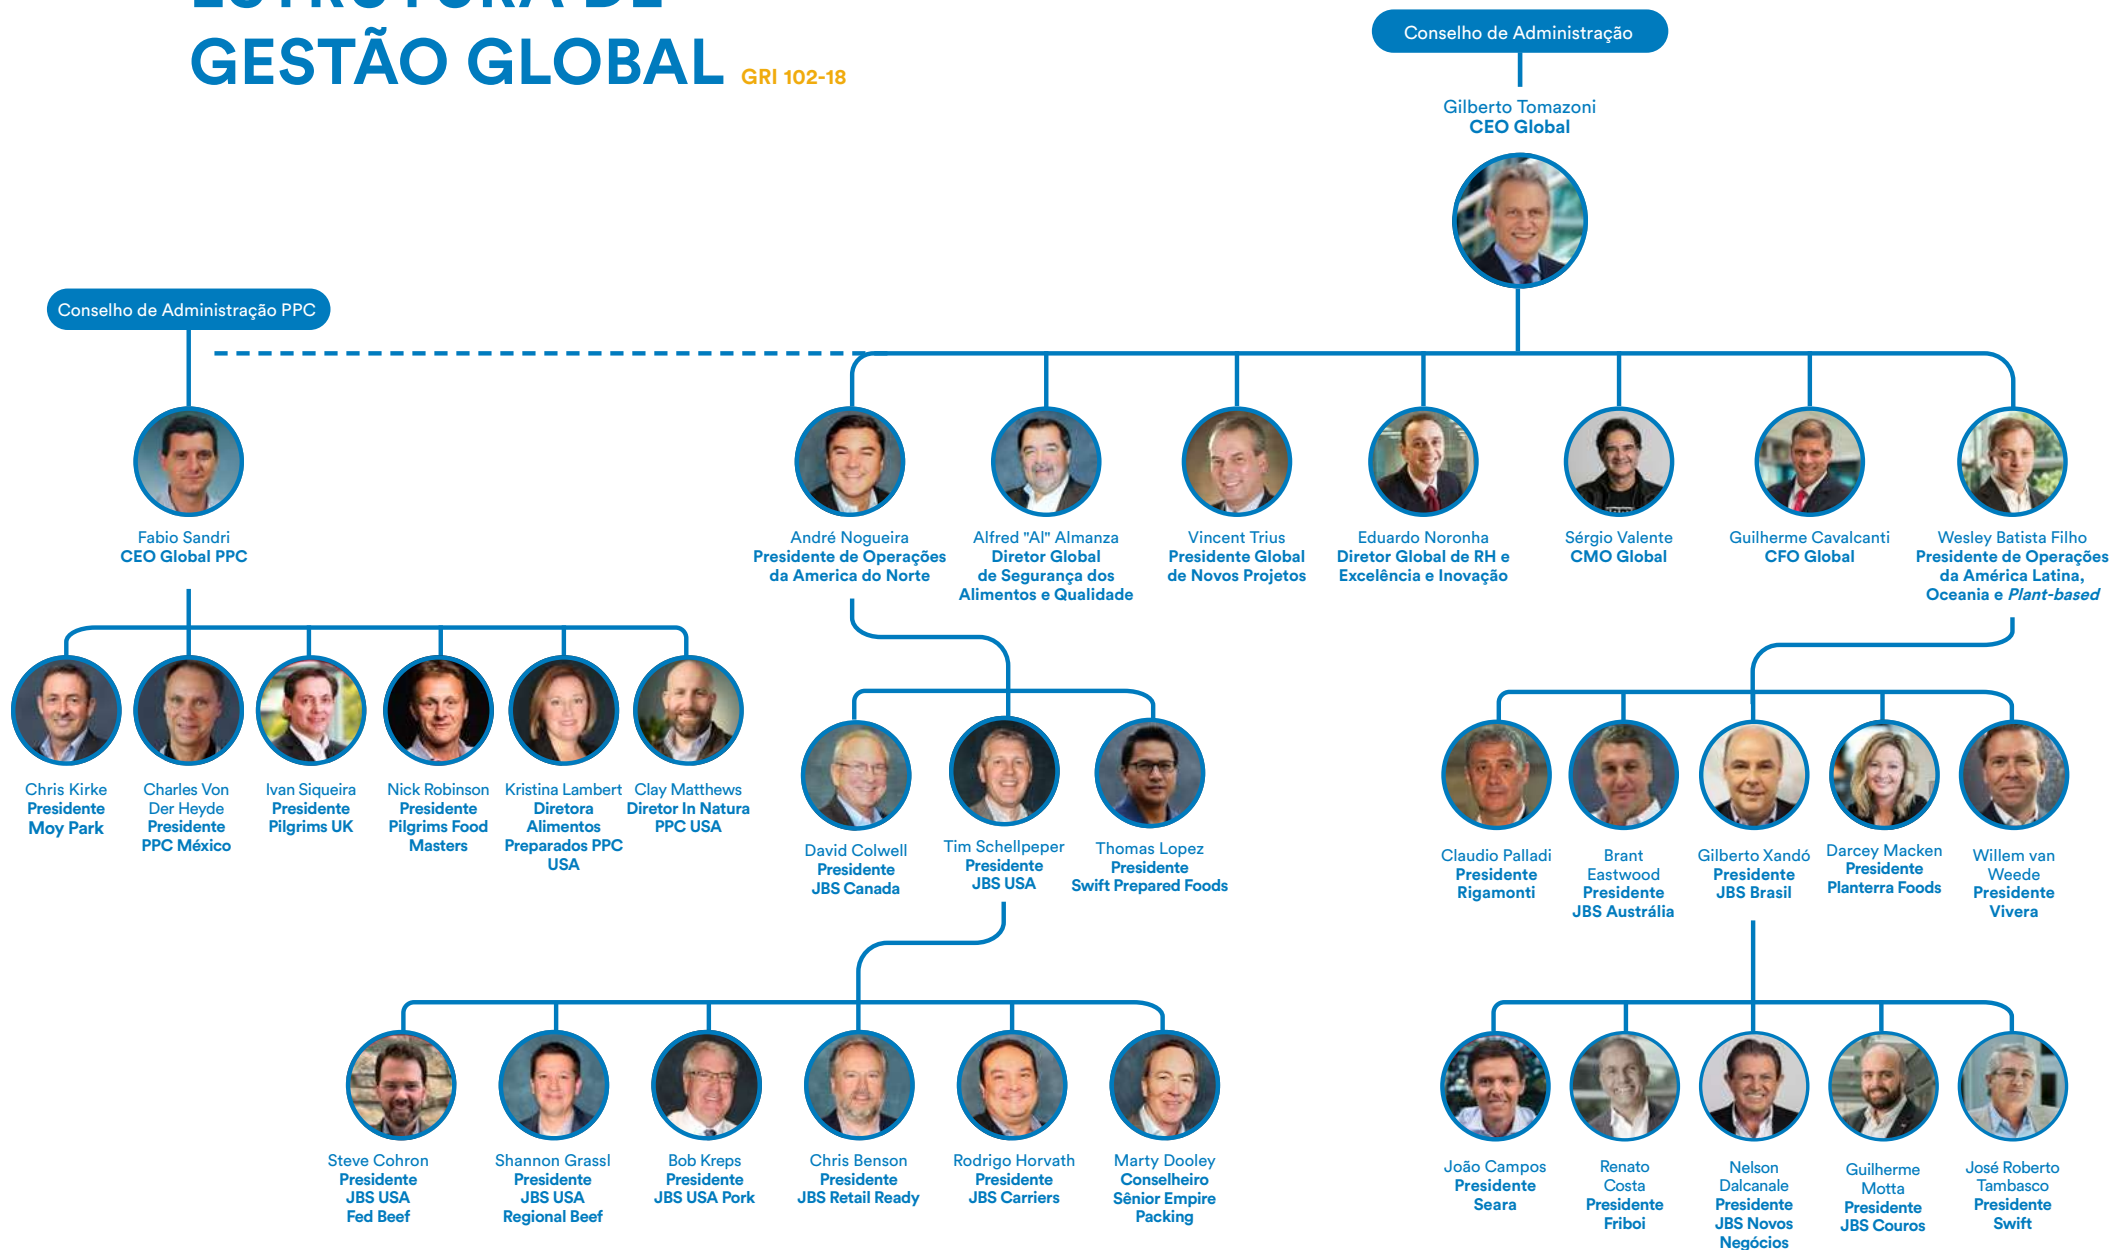 ESTRUTURA DE
GESTÃO GLOBAL GRI 102-18
Conselho de Administração
Gilberto Tomazoni
CEO Global
Conselho de Administração PPC
Fabio Sandri
CEO Global PPC
André Nogueira
Presidente de Operações
da America do Norte
Alfred "Al" Almanza
Diretor Global
de Segurança dos
Alimentos e Qualidade
Vincent Trius
Presidente Global
de Novos Projetos
Eduardo Noronha
Diretor Global de RH e
Excelência e Inovação
Sérgio Valente
CMO Global
Guilherme Cavalcanti
CFO Global
Wesley Batista Filho
Presidente de Operações
da América Latina,
Oceania e Plant-based
Chris Kirke
Presidente
Moy Park
Charles Von
Der Heyde
Presidente
PPC México
Ivan Siqueira
Presidente
Pilgrims UK
Nick Robinson
Presidente
Pilgrims Food
Masters
Kristina Lambert
Diretora
Alimentos
Preparados PPC
USA
Clay Matthews
Diretor In Natura
PPC USA
David Colwell
Presidente
JBS Canada
Tim Schellpeper
Presidente
JBS USA
Thomas Lopez
Presidente
Swift Prepared Foods
Claudio Palladi
Presidente
Rigamonti
Brant
Eastwood
Presidente
JBS Austrália
Gilberto Xandó
Presidente
JBS Brasil
Darcey Macken
Presidente
Planterra Foods
Willem van
Weede
Presidente
Vivera
Steve Cohron
Presidente
JBS USA
Fed Beef
Shannon Grassl
Presidente
JBS USA
Regional Beef
Bob Kreps
Presidente
JBS USA Pork
Chris Benson
Presidente
JBS Retail Ready
Rodrigo Horvath
Presidente
JBS Carriers
Marty Dooley
Conselheiro
Sênior Empire
Packing
João Campos
Presidente
Seara
Renato
Costa
Presidente
Friboi
Nelson
Dalcanale
Presidente
JBS Novos
Negócios
Guilherme
Motta
Presidente
JBS Couros
José Roberto
Tambasco
Presidente
Swift